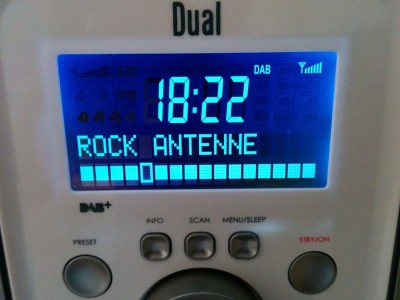 Dual
DAB
18:22
ROCK ANTENNE
DAB+
INFO SCAN MENU/SLEEP
PRESET STBY/ON